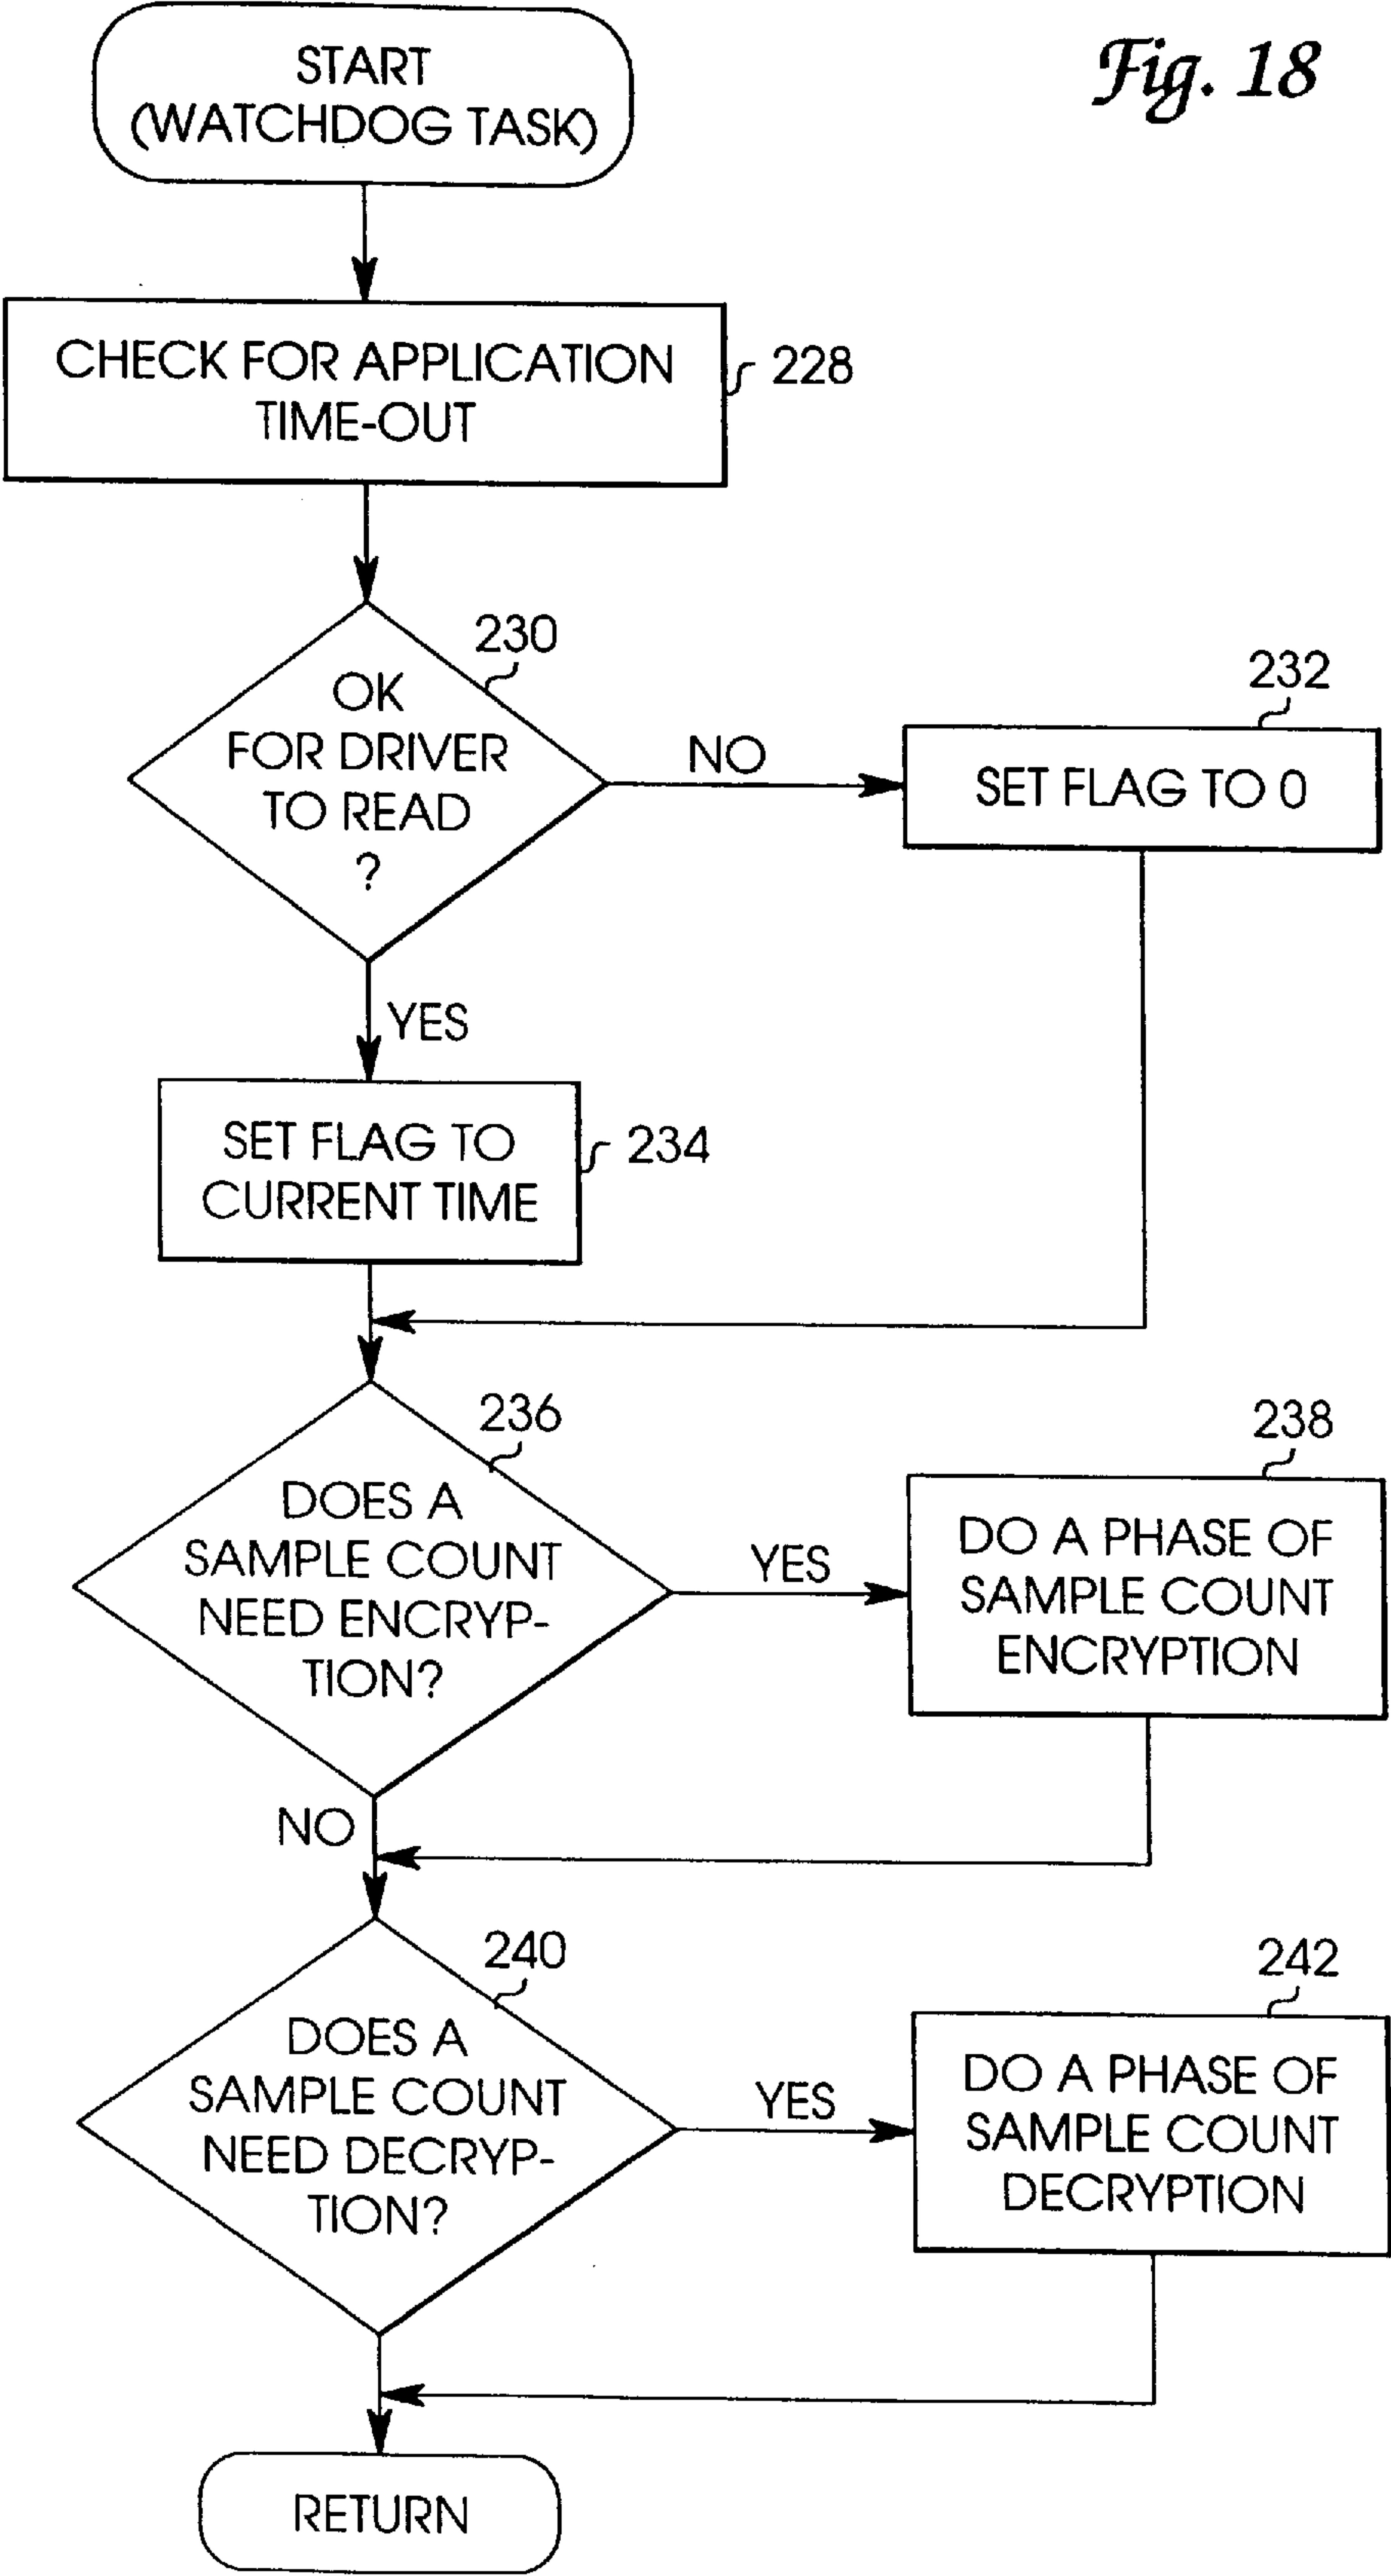 Fig. 18
START
(WATCHDOG TASK)
CHECK FOR APPLICATION
TIME-OUT
228
230
OK
FOR DRIVER
TO READ
?
NO
232
SET FLAG TO 0
YES
SET FLAG TO
CURRENT TIME
234
236
DOES A
SAMPLE COUNT
NEED ENCRYP-
TION?
YES
238
DO A PHASE OF
SAMPLE COUNT
ENCRYPTION
NO
240
DOES A
SAMPLE COUNT
NEED DECRYP-
TION?
YES
242
DO A PHASE OF
SAMPLE COUNT
DECRYPTION
RETURN